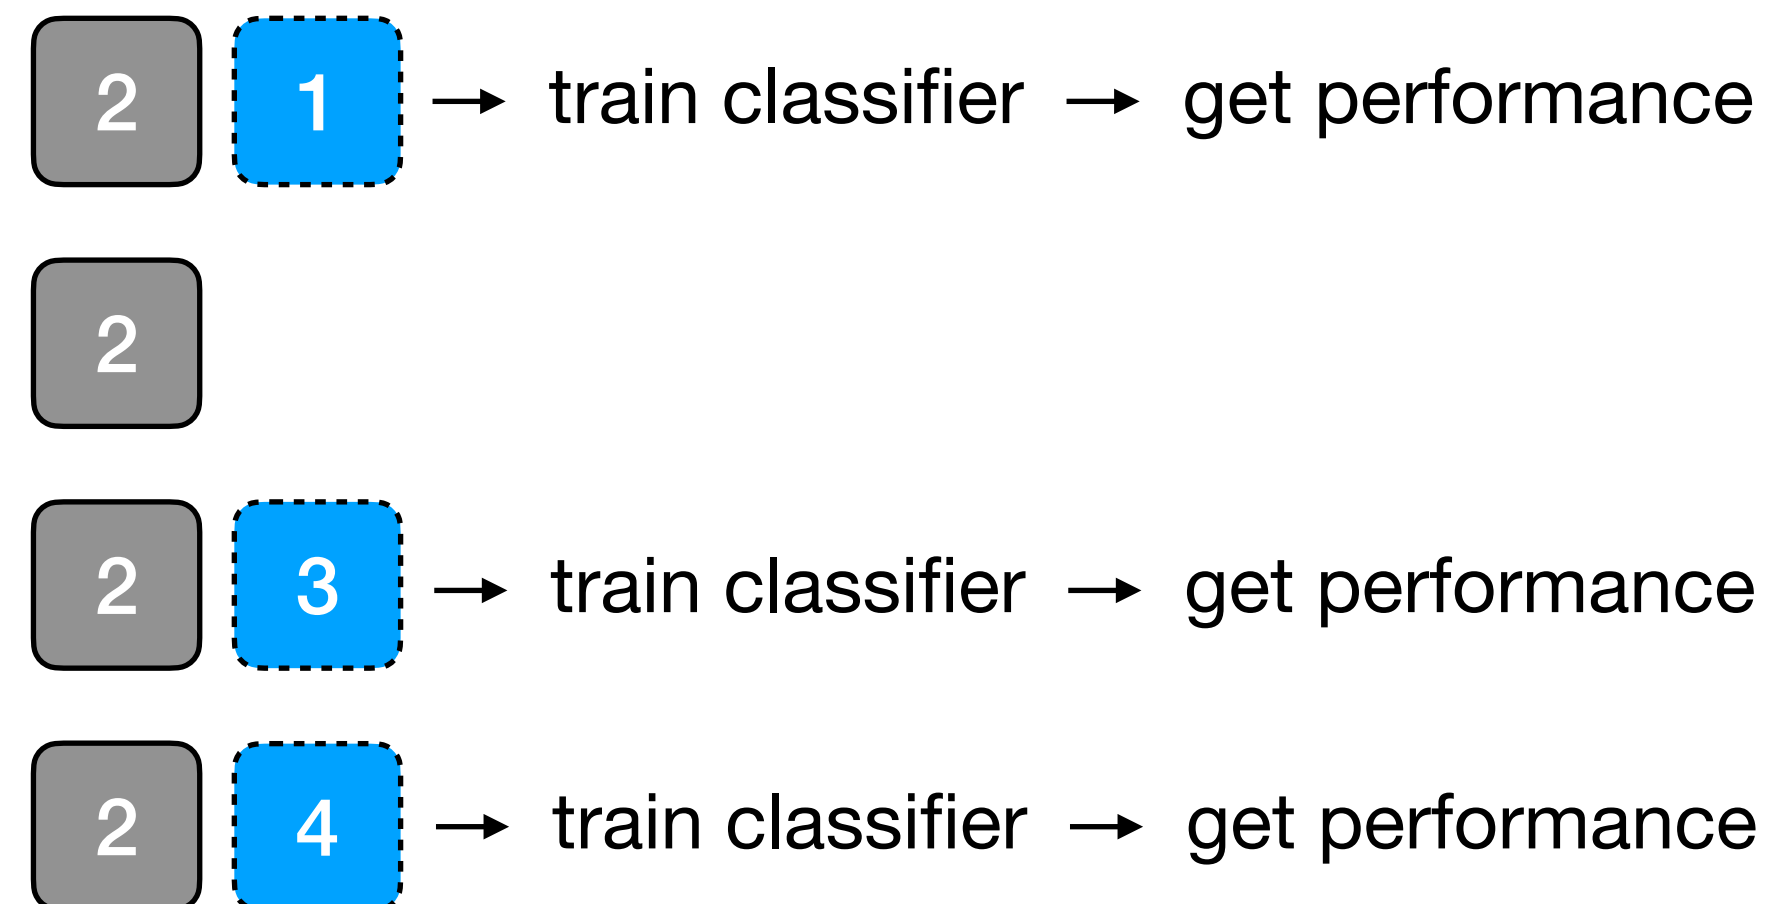 2 1 → train classifier → get performance
2
2 3 → train classifier → get performance
2 4 → train classifier → get performance